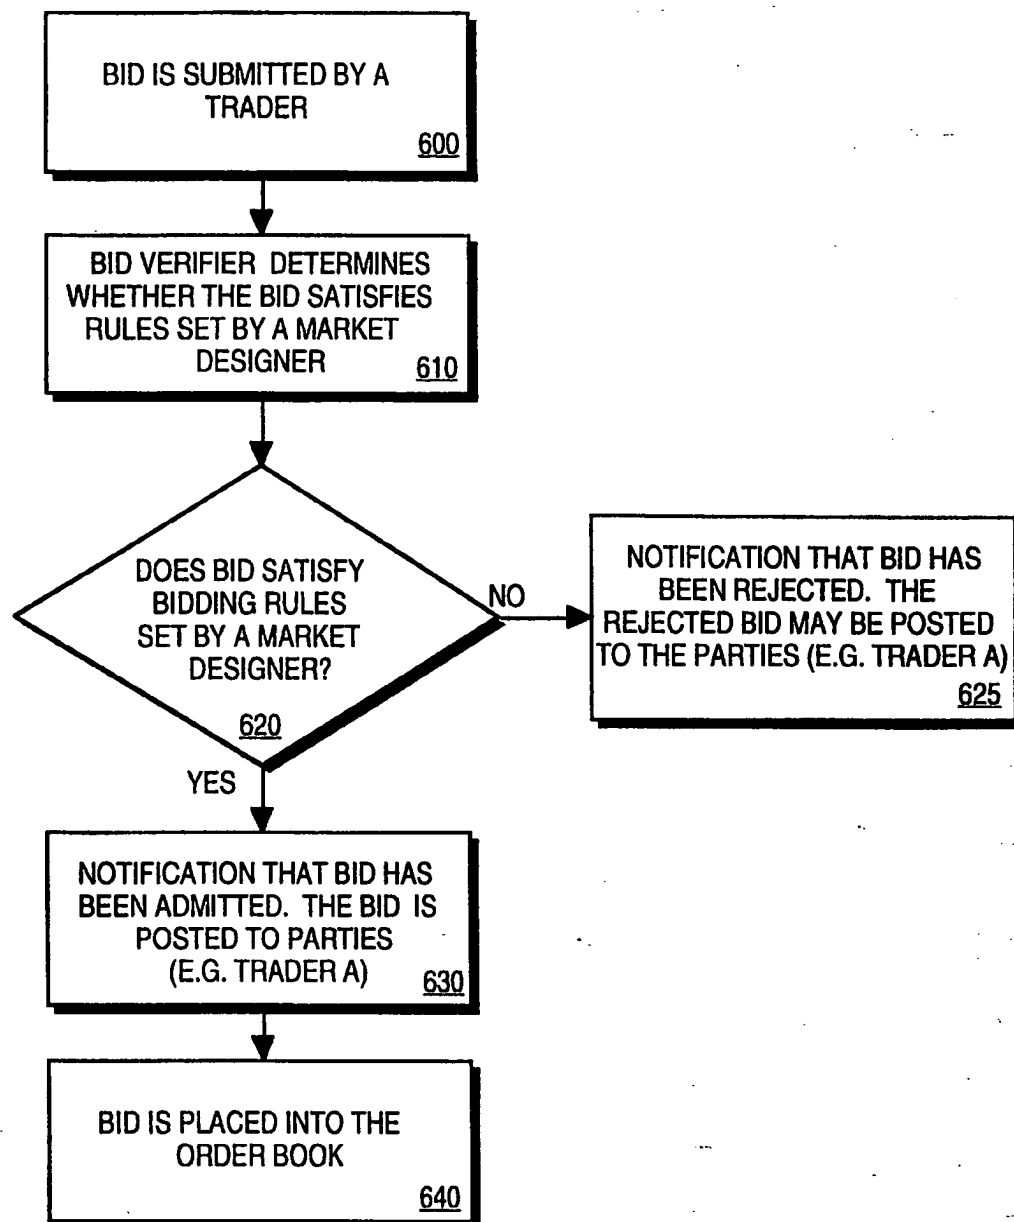 BID IS SUBMITTED BY A
TRADER
600
BID VERIFIER DETERMINES
WHETHER THE BID SATISFIES
RULES SET BY A MARKET
DESIGNER
610
DOES BID SATISFY
BIDDING RULES
SET BY A MARKET
DESIGNER?
620
NO
NOTIFICATION THAT BID HAS
BEEN REJECTED. THE
REJECTED BID MAY BE POSTED
TO THE PARTIES (E.G. TRADER A)
625
YES
NOTIFICATION THAT BID HAS
BEEN ADMITTED. THE BID IS
POSTED TO PARTIES
(E.G. TRADER A)
630
BID IS PLACED INTO THE
ORDER BOOK
640